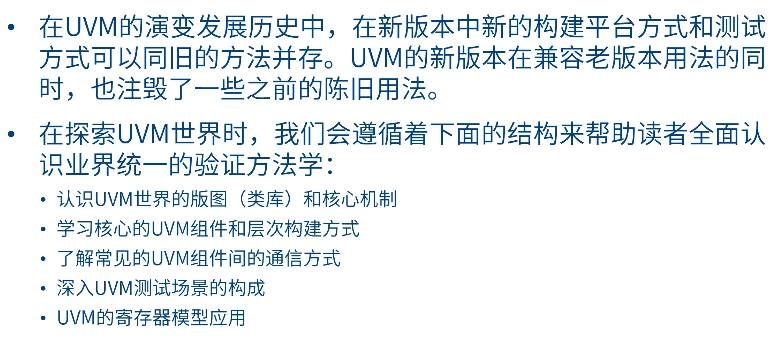 • 在UVM的演变发展历史中，在新版本中新的构建平台方式和测试
方式可以同旧的方法并存。UVM的新版本在兼容老版本用法的同
时，也注毁了一些之前的陈旧用法。
• 在探索UVM世界时，我们会遵循着下面的结构来帮助读者全面认
识业界统一的验证方法学：
• 认识UVM世界的版图（类库）和核心机制
• 学习核心的UVM组件和层次构建方式
• 了解常见的UVM组件间的通信方式
• 深入UVM测试场景的构成
• UVM的寄存器模型应用